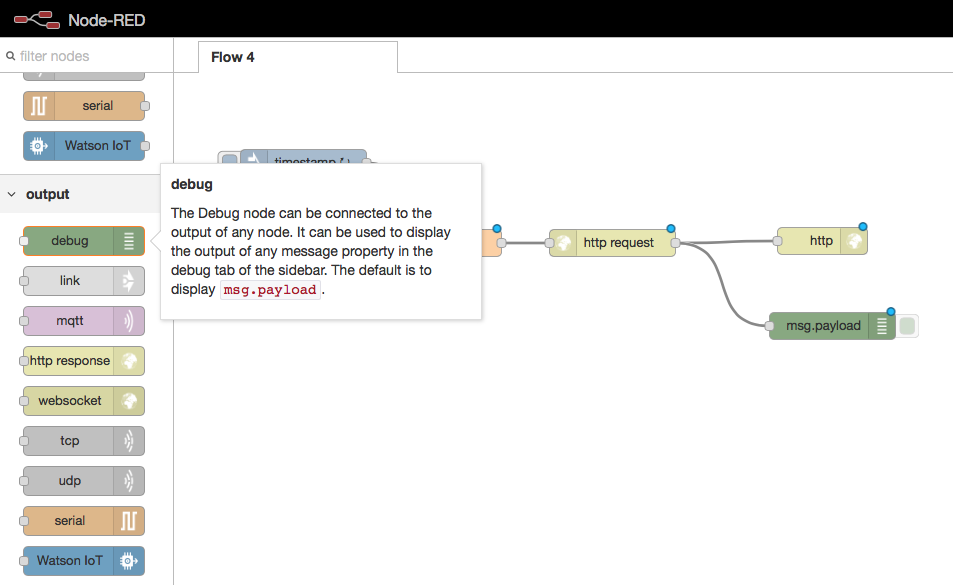 Node-RED
filter nodes
Flow 4
serial
Watson IoT
timestamp ↻
output
debug
link
mqtt
http response
websocket
tcp
udp
serial
Watson IoT
debug
The Debug node can be connected to the
output of any node. It can be used to display
the output of any message property in the
debug tab of the sidebar. The default is to
display msg.payload.
http request
http
msg.payload